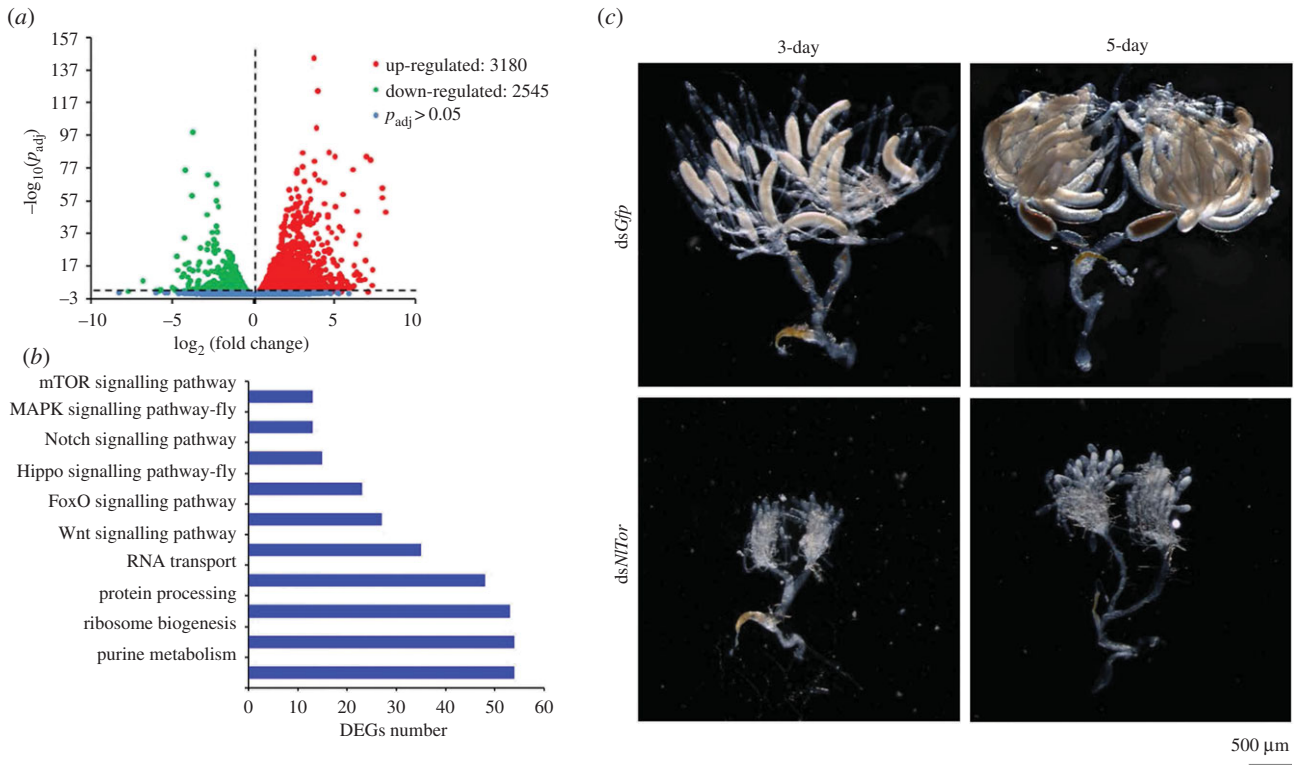 (a)
157
137
117
97
77
57
37
17
–3
–log10(padj)
up-regulated: 3180
down-regulated: 2545
padj > 0.05
–10
–5
0
5
10
log2 (fold change)
(b)
mTOR signalling pathway
MAPK signalling pathway-fly
Notch signalling pathway
Hippo signalling pathway-fly
FoxO signalling pathway
Wnt signalling pathway
RNA transport
protein processing
ribosome biogenesis
purine metabolism
0
10
20
30
40
50
60
DEGs number
(c)
3-day
5-day
dsGfp
dsNlTor
500 µm